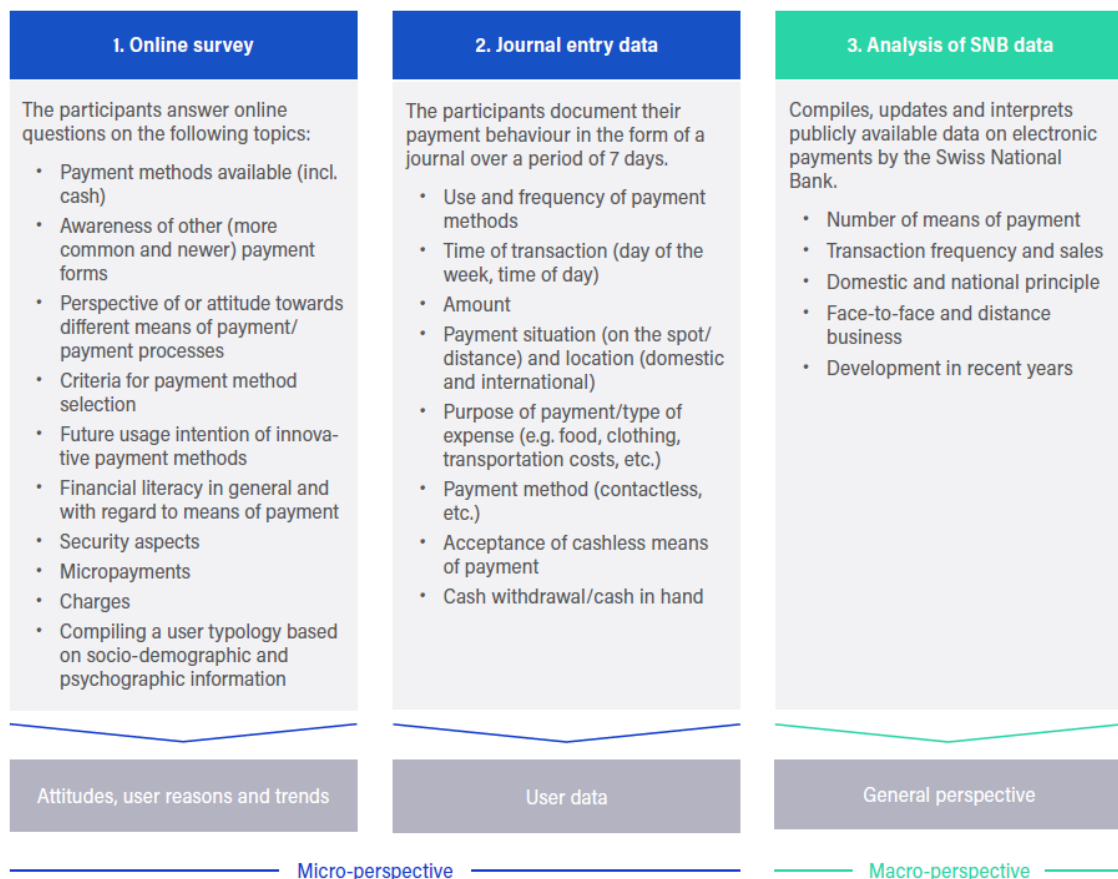 1. Online survey
The participants answer online
questions on the following topics:
• Payment methods available (incl.
cash)
• Awareness of other (more
common and newer) payment
forms
• Perspective of or attitude towards
different means of payment/
payment processes
• Criteria for payment method
selection
• Future usage intention of innova-
tive payment methods
• Financial literacy in general and
with regard to means of payment
• Security aspects
• Micropayments
• Charges
• Compiling a user typology based
on socio-demographic and
psychographic information
Attitudes, user reasons and trends
2. Journal entry data
The participants document their
payment behaviour in the form of a
journal over a period of 7 days.
• Use and frequency of payment
methods
• Time of transaction (day of the
week, time of day)
• Amount
• Payment situation (on the spot/
distance) and location (domestic
and international)
• Purpose of payment/type of
expense (e.g. food, clothing,
transportation costs, etc.)
• Payment method (contactless,
etc.)
• Acceptance of cashless means
of payment
• Cash withdrawal/cash in hand
User data
Micro-perspective
3. Analysis of SNB data
Compiles, updates and interprets
publicly available data on electronic
payments by the Swiss National
Bank.
• Number of means of payment
• Transaction frequency and sales
• Domestic and national principle
• Face-to-face and distance
business
• Development in recent years
General perspective
Macro-perspective